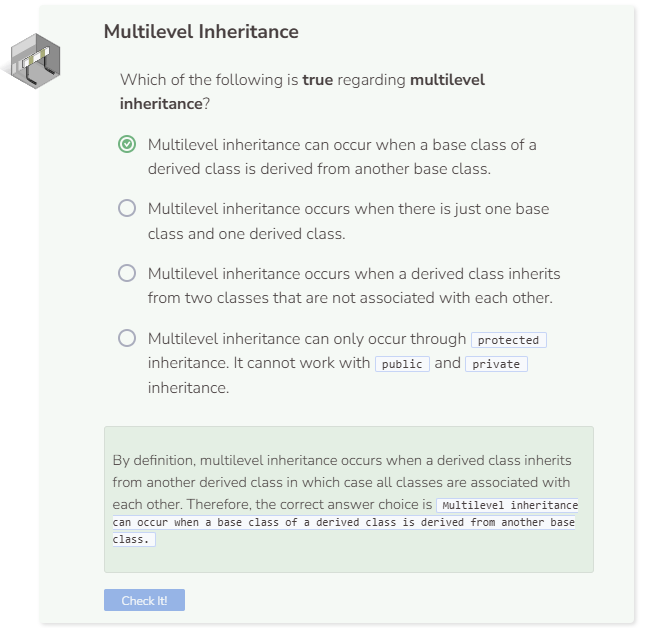 Multilevel Inheritance
Which of the following is true regarding multilevel
inheritance?
Multilevel inheritance can occur when a base class of a
derived class is derived from another base class.
Multilevel inheritance occurs when there is just one base
class and one derived class.
Multilevel inheritance occurs when a derived class inherits
from two classes that are not associated with each other.
Multilevel inheritance can only occur through protected
inheritance. It cannot work with public and private
inheritance.
By definition, multilevel inheritance occurs when a derived class inherits
from another derived class in which case all classes are associated with
each other. Therefore, the correct answer choice is Multilevel inheritance
can occur when a base class of a derived class is derived from another base
class.
Check It!